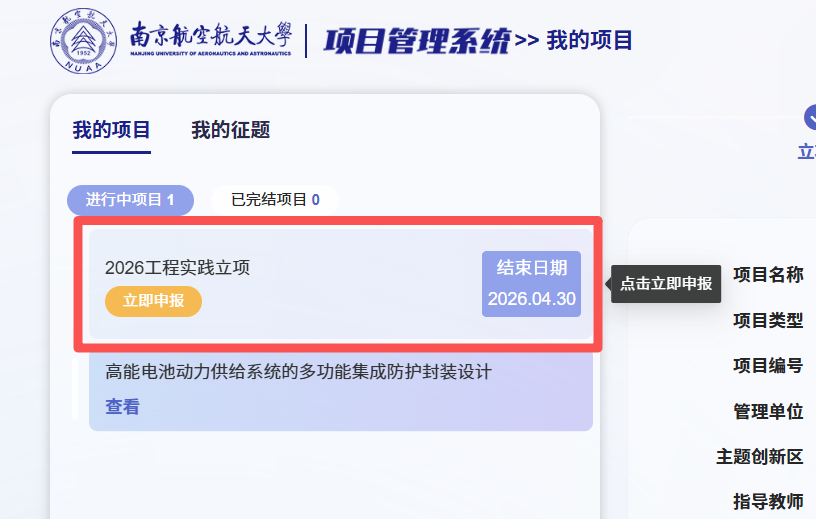 南京航空航天大學
NANJING UNIVERSITY OF AERONAUTICS AND ASTRONAUTICS
1952
NUAA
项目管理系统>> 我的项目
我的项目 我的征题
进行中项目 1 已完结项目 0
2026工程实践立项
立即申报
结束日期
2026.04.30
点击立即申报
高能电池动力供给系统的多功能集成防护封装设计
查看
项目名称
项目类型
项目编号
管理单位
主题创新区
指导教师